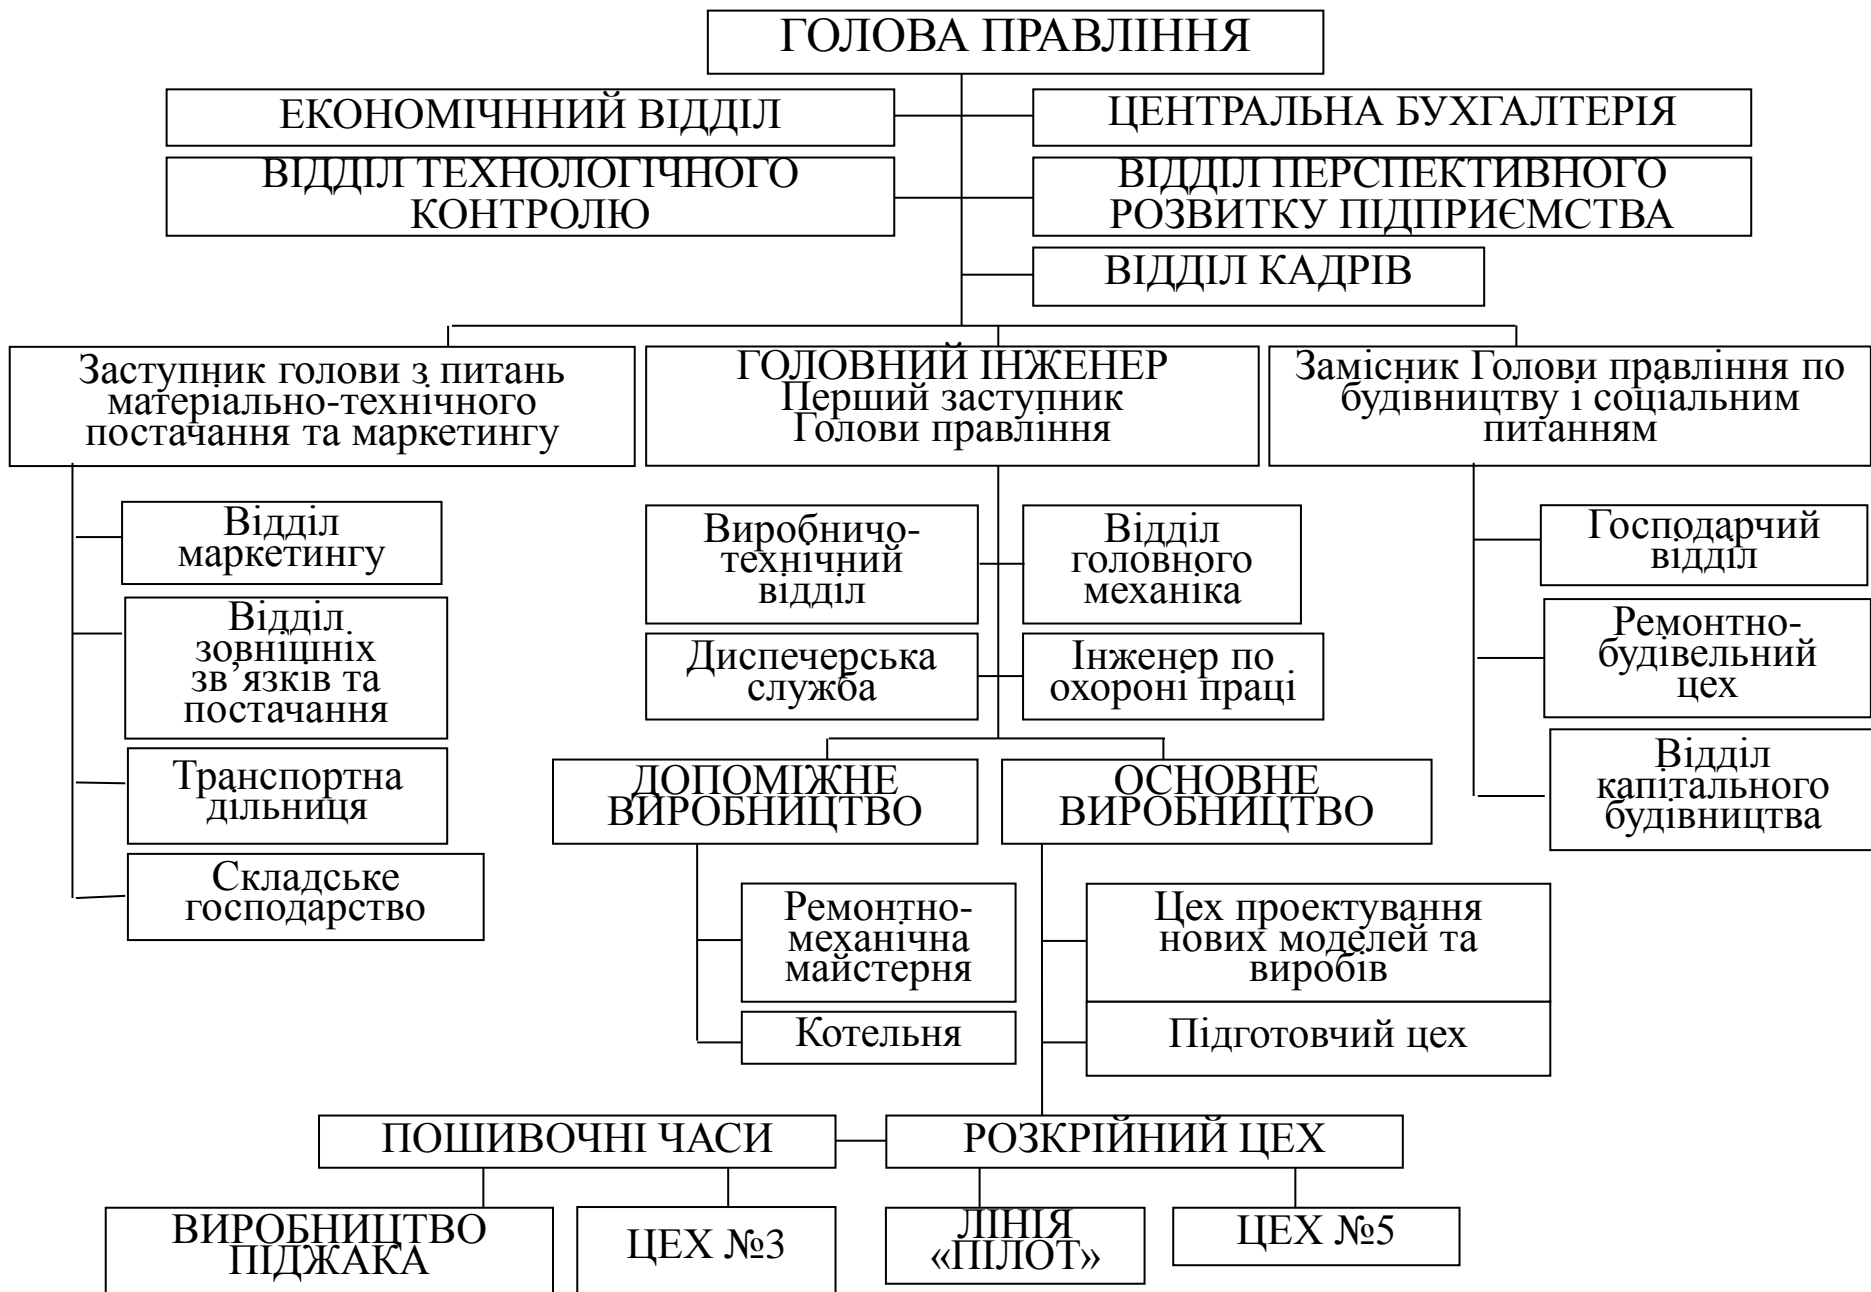 ГОЛОВА ПРАВЛІННЯ
ЕКОНОМІЧННИЙ ВІДДІЛ
ЦЕНТРАЛЬНА БУХГАЛТЕРІЯ
ВІДДІЛ ТЕХНОЛОГІЧНОГО
КОНТРОЛЮ
ВІДДІЛ ПЕРСПЕКТИВНОГО
РОЗВИТКУ ПІДПРИЄМСТВА
ВІДДІЛ КАДРІВ
Заступник голови з питань
матеріально-технічного
постачання та маркетингу
ГОЛОВНИЙ ІНЖЕНЕР
Перший заступник
Голови правління
Замісник Голови правління по
будівництву і соціальним
питанням
Відділ
маркетингу
Відділ
зовнішніх
зв’язків та
постачання
Транспортна
дільниця
Складське
господарство
Виробничо-
технічний
відділ
Відділ
головного
механіка
Диспечерська
служба
Інженер по
охороні праці
Господарчий
відділ
Ремонтно-
будівельний
цех
Відділ
капітального
будівництва
ДОПОМІЖНЕ
ВИРОБНИЦТВО
ОСНОВНЕ
ВИРОБНИЦТВО
Ремонтно-
механічна
майстерня
Котельня
Цех проектування
нових моделей та
виробів
Підготовчий цех
ПОШИВОЧНІ ЧАСИ
РОЗКРІЙНИЙ ЦЕХ
ВИРОБНИЦТВО
ПІДЖАКА
ЦЕХ №3
ЛІНІЯ
«ПІЛОТ»
ЦЕХ №5